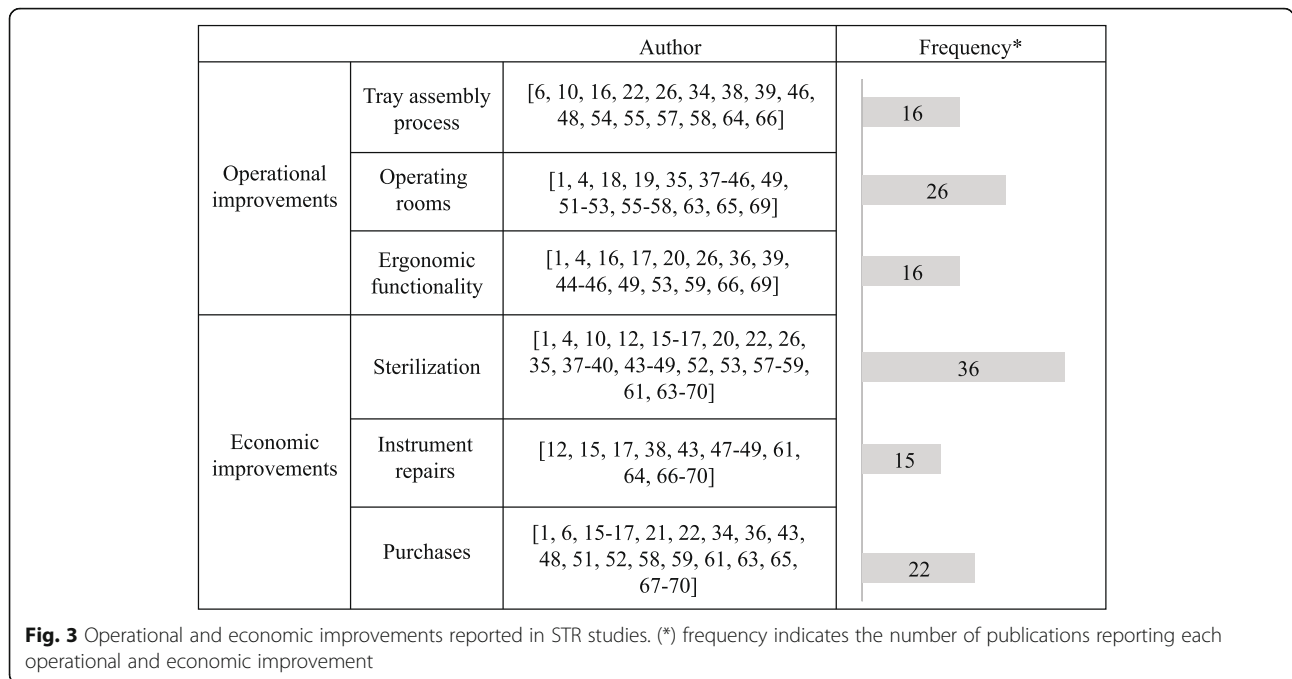 Author Frequency*
Operational
improvements
Tray assembly
process
[6, 10, 16, 22, 26, 34, 38, 39, 46,
48, 54, 55, 57, 58, 64, 66]
16
Operating
rooms
[1, 4, 18, 19, 35, 37-46, 49,
51-53, 55-58, 63, 65, 69]
26
Ergonomic
functionality
[1, 4, 16, 17, 20, 26, 36, 39,
44-46, 49, 53, 59, 66, 69]
16
Economic
improvements
Sterilization
[1, 4, 10, 12, 15-17, 20, 22, 26,
35, 37-40, 43-49, 52, 53, 57-59,
61, 63-70]
36
Instrument
repairs
[12, 15, 17, 38, 43, 47-49, 61,
64, 66-70]
15
Purchases
[1, 6, 15-17, 21, 22, 34, 36, 43,
48, 51, 52, 58, 59, 61, 63, 65,
67-70]
22
Fig. 3 Operational and economic improvements reported in STR studies. (*) frequency indicates the number of publications reporting each
operational and economic improvement